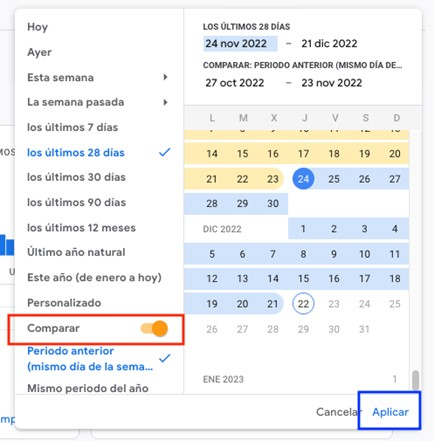 Hoy
Ayer
Esta semana
La semana pasada
los últimos 7 días
los últimos 28 días
los últimos 30 días
los últimos 90 días
los últimos 12 meses
Último año natural
Este año (de enero a hoy)
Personalizado
Comparar
Periodo anterior
(mismo día de la sema...
Mismo periodo del año
LOS ÚLTIMOS 28 DÍAS
24 nov 2022 – 21 dic 2022
COMPARAR: PERIODO ANTERIOR (MISMO DÍA DE...
27 oct 2022 – 23 nov 2022
L M X J V S D
14 15 16 17 18 19 20
21 22 23 24 25 26 27
28 29 30
DIC 2022 1 2 3 4
5 6 7 8 9 10 11
12 13 14 15 16 17 18
19 20 21 22 23 24 25
26 27 28 29 30 31
ENE 2023 1
Cancelar Aplicar